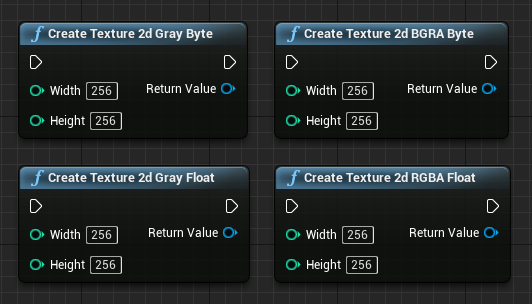 f Create Texture 2d Gray Byte
Width 256 Return Value
Height 256
f Create Texture 2d BGRA Byte
Width 256 Return Value
Height 256
f Create Texture 2d Gray Float
Width 256 Return Value
Height 256
f Create Texture 2d RGBA Float
Width 256 Return Value
Height 256